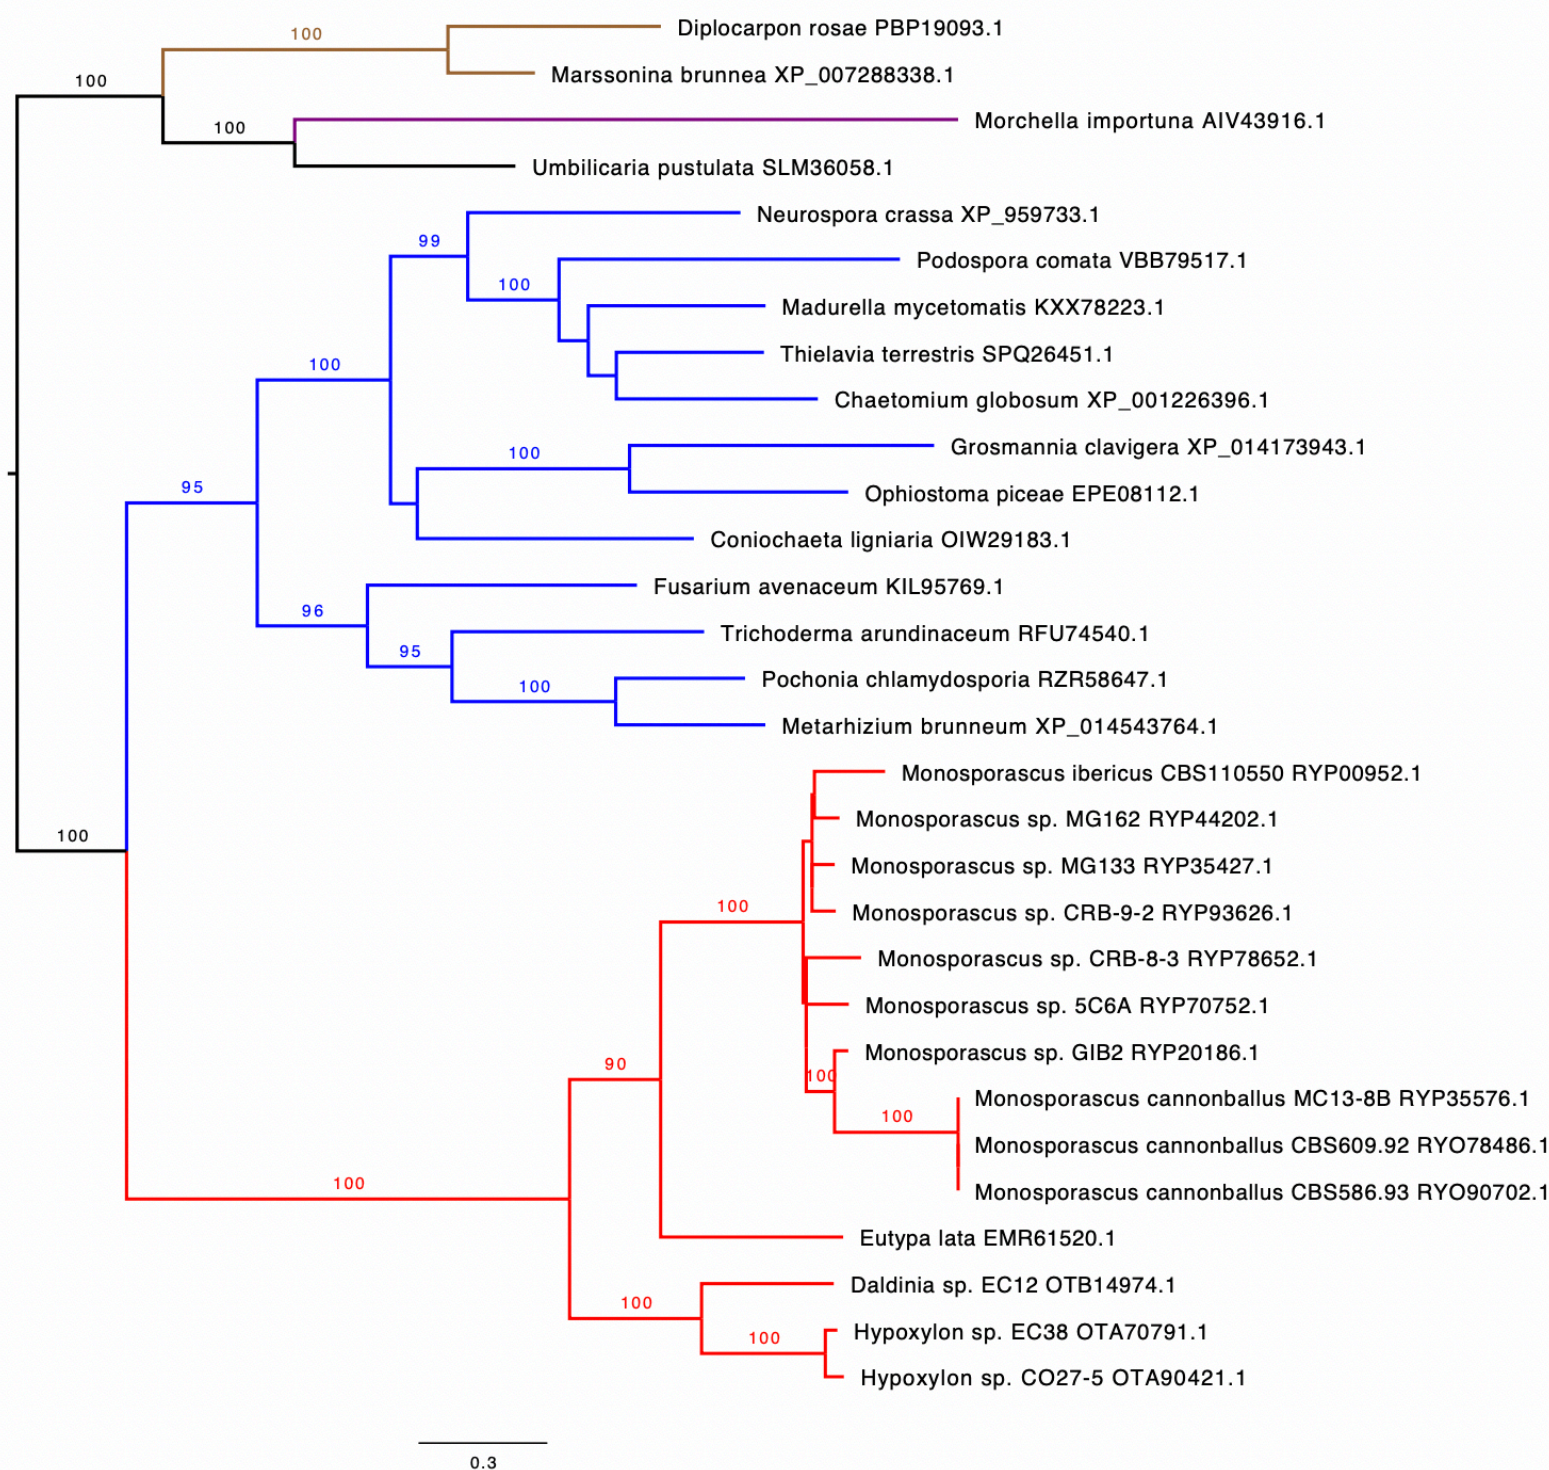 Diplocarpon rosae PBP19093.1
100
Marssonina brunnea XP_007288338.1
100
Morchella importuna AIV43916.1
100
Umbilicaria pustulata SLM36058.1
Neurospora crassa XP_959733.1
99
Podospora comata VBB79517.1
100
Madurella mycetomatis KXX78223.1
Thielavia terrestris SPQ26451.1
100
Chaetomium globosum XP_001226396.1
Grosmannia clavigera XP_014173943.1
100
95
Ophiostoma piceae EPE08112.1
Coniochaeta ligniaria OIW29183.1
Fusarium avenaceum KIL95769.1
96
Trichoderma arundinaceum RFU74540.1
95
Pochonia chlamydosporia RZR58647.1
100
Metarhizium brunneum XP_014543764.1
Monosporascus ibericus CBS110550 RYP00952.1
Monosporascus sp. MG162 RYP44202.1
100
Monosporascus sp. MG133 RYP35427.1
100
Monosporascus sp. CRB-9-2 RYP93626.1
Monosporascus sp. CRB-8-3 RYP78652.1
Monosporascus sp. 5C6A RYP70752.1
Monosporascus sp. GIB2 RYP20186.1
90
100
Monosporascus cannonballus MC13-8B RYP35576.1
100
Monosporascus cannonballus CBS609.92 RYO78486.1
100
Monosporascus cannonballus CBS586.93 RYO90702.1
Eutypa lata EMR61520.1
Daldinia sp. EC12 OTB14974.1
100
Hypoxylon sp. EC38 OTA70791.1
100
Hypoxylon sp. CO27-5 OTA90421.1
0.3